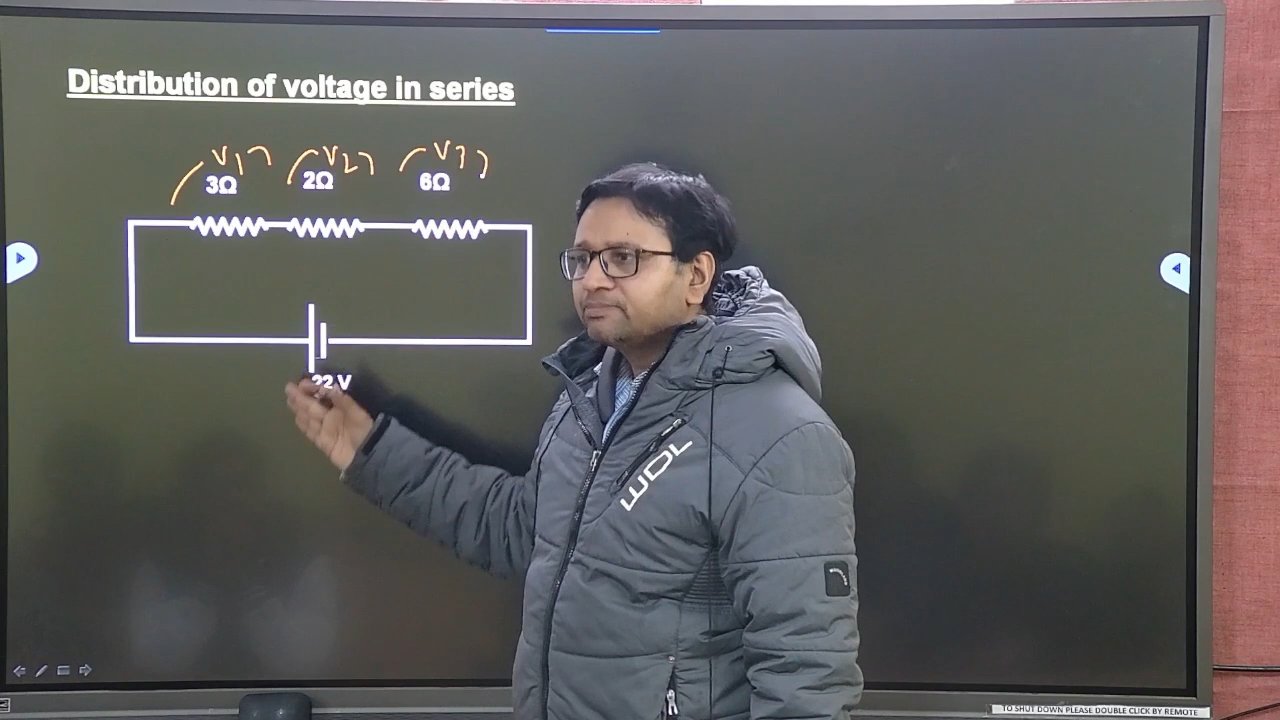 Distribution of voltage in series
V1 V2 V3
3Ω 2Ω 6Ω
22 V
WOL
TO SHUT DOWN PLEASE DOUBLE CLICK BY REMOTE